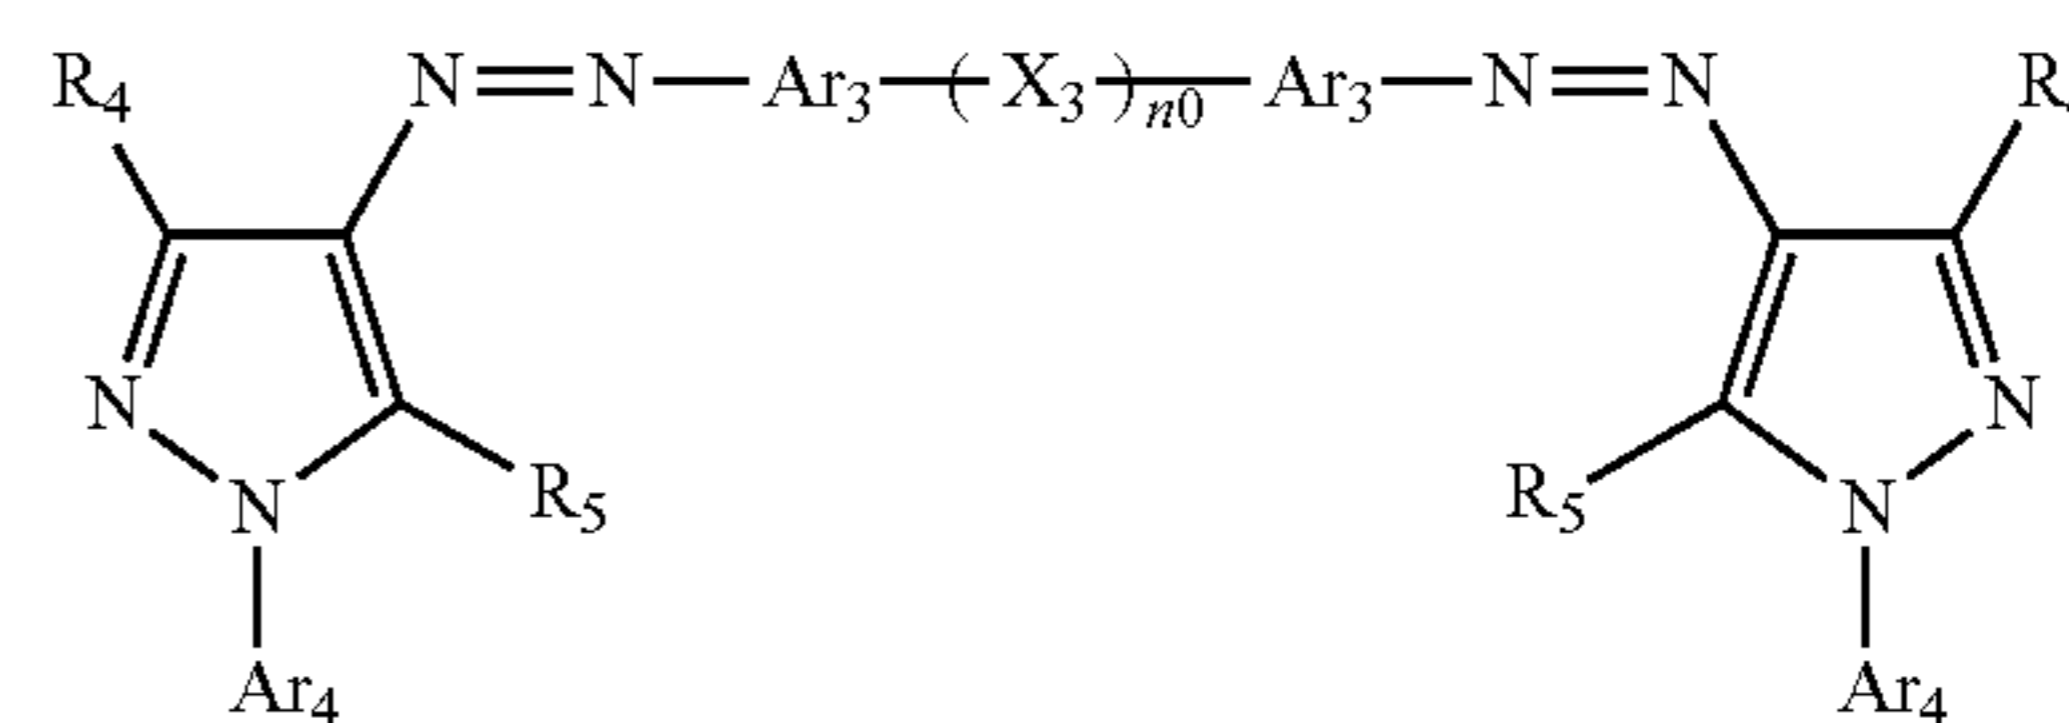 R4 N=N—Ar3—(X3)n0—Ar3—N=N R
N N R5 R5 N N
Ar4 Ar4